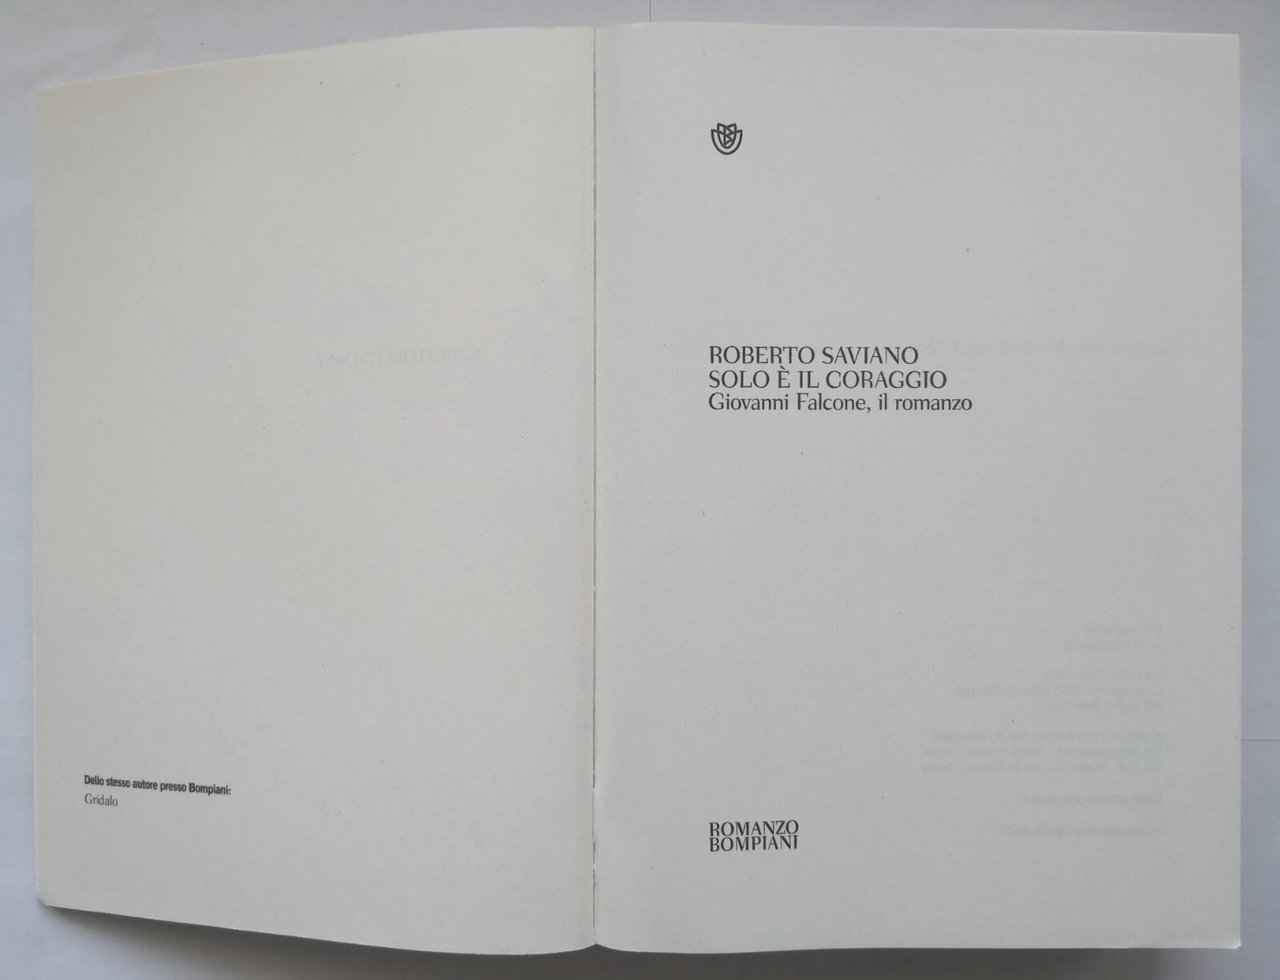 Dello stesso autore presso Bompiani:
Gridalo
ROBERTO SAVIANO
SOLO È IL CORAGGIO
Giovanni Falcone, il romanzo
ROMANZO
BOMPIANI